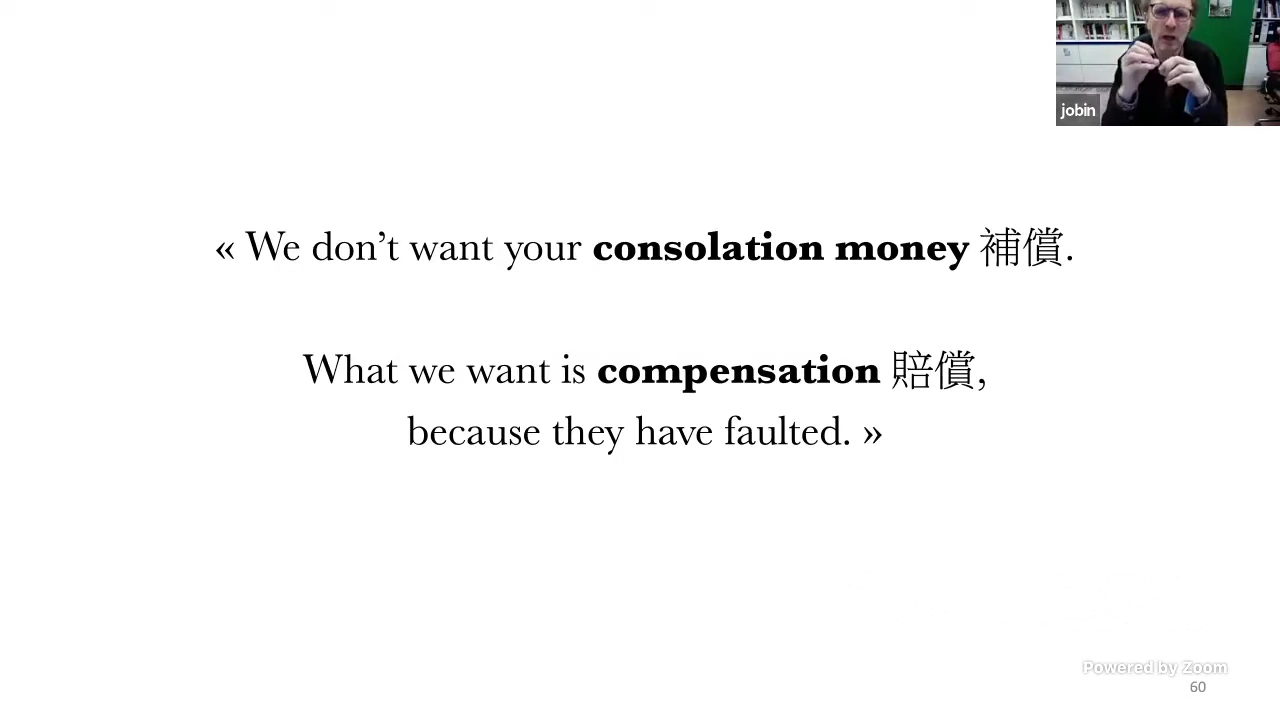 jobin
« We don’t want your consolation money 補償.
What we want is compensation 賠償,
because they have faulted. »
Powered by Zoom
60